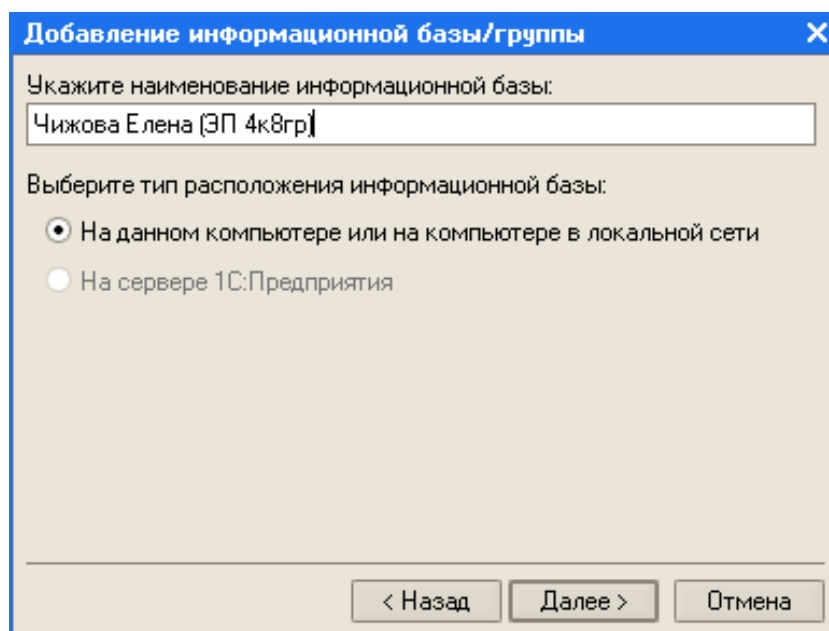 Добавление информационной базы/группы
Укажите наименование информационной базы:
Чижова Елена (ЭП 4к8гр)
Выберите тип расположения информационной базы:
На данном компьютере или на компьютере в локальной сети
На сервере 1С:Предприятия
< Назад Далее > Отмена